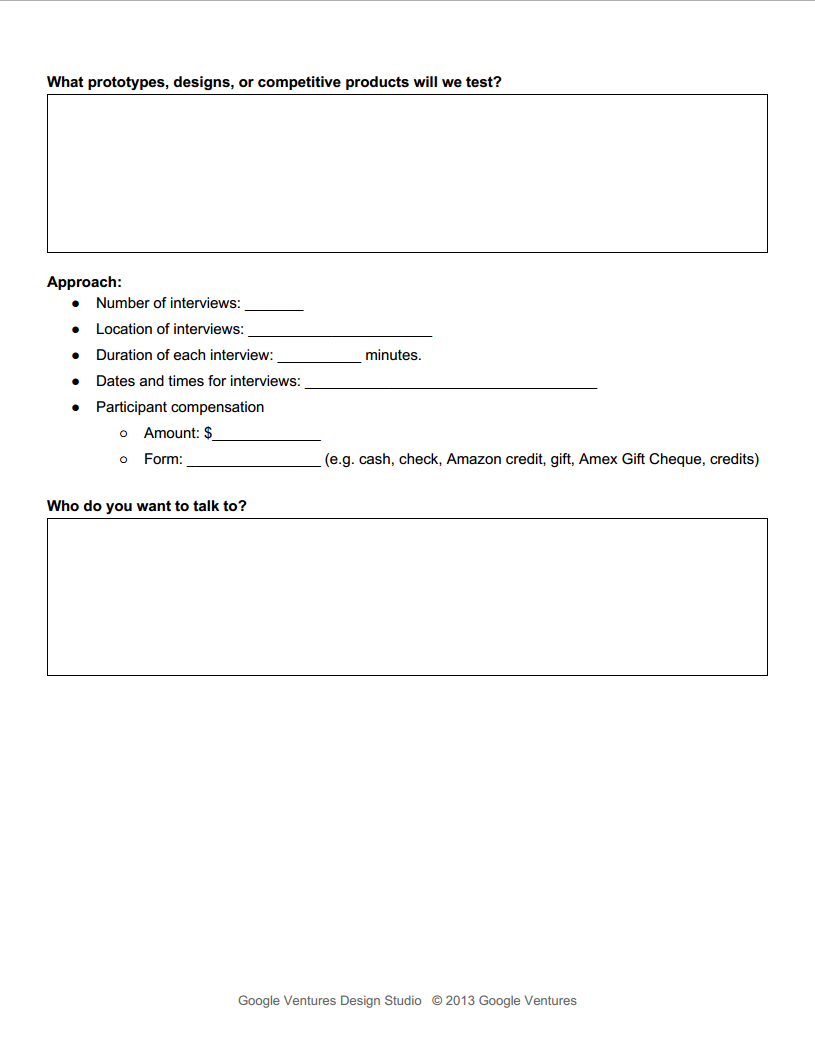 What prototypes, designs, or competitive products will we test?
Approach:
● Number of interviews: _______
● Location of interviews: ______________________
● Duration of each interview: __________ minutes.
● Dates and times for interviews: ___________________________________
● Participant compensation
○ Amount: $_____________
○ Form: ________________ (e.g. cash, check, Amazon credit, gift, Amex Gift Cheque, credits)
Who do you want to talk to?
Google Ventures Design Studio © 2013 Google Ventures